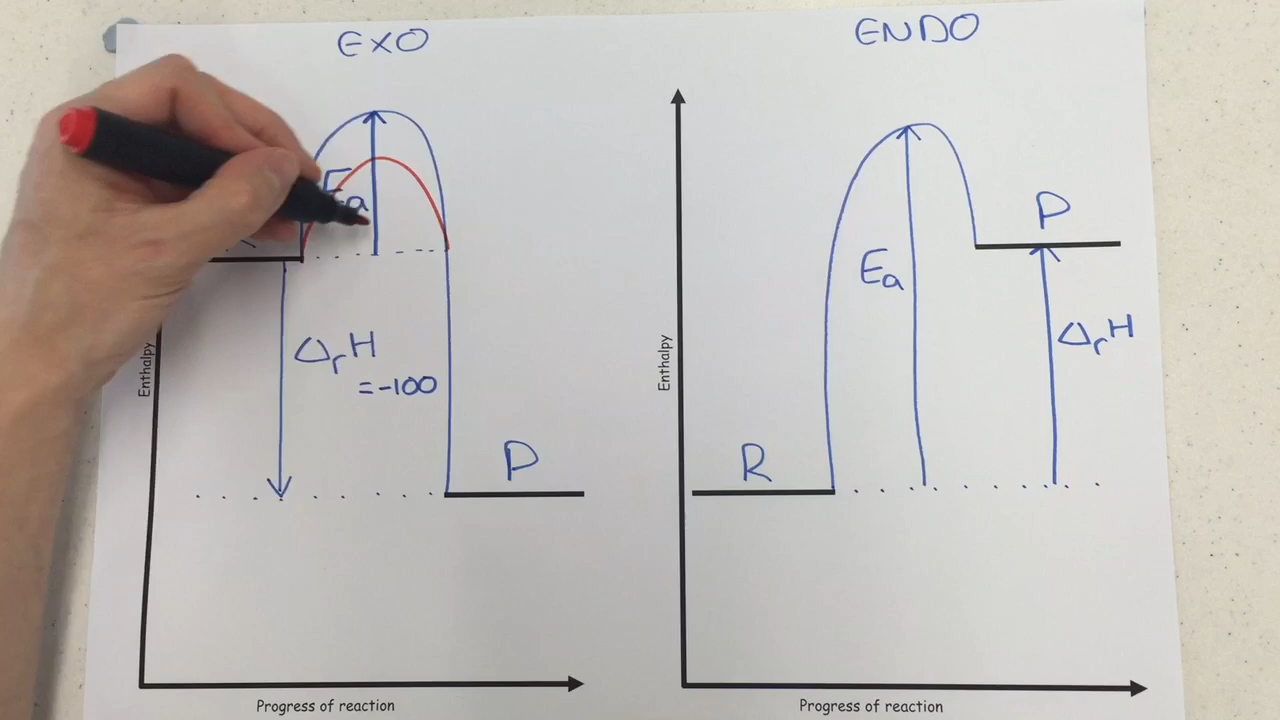 EXO
Ea
ΔrH
=-100
P
Enthalpy
Progress of reaction
ENDO
P
Ea
ΔrH
R
Enthalpy
Progress of reaction